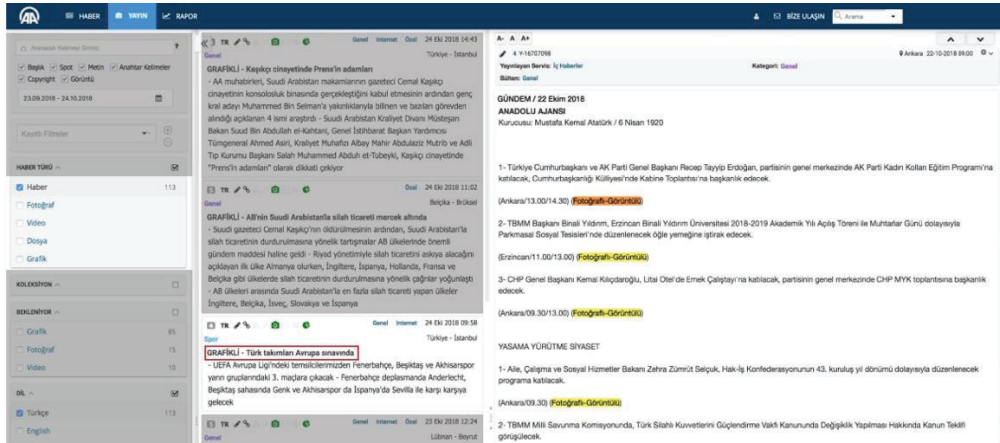 AA HABER YAYIN RAPOR BİZE ULAŞIN Arama
Aranacak Kelimeyi Giriniz ?
Başlık Spot Metin Anahtar Kelimeler
Copyright Görüntü
23.09.2018 - 24.10.2018
Kayıtlı Filtreler
HABER TÜRÜ
Haber 113
Fotoğraf
Video
Dosya
Grafik
KOLEKSİYON
BEKLENİYOR
Grafik 85
Fotoğraf 15
Video 10
DİL
Türkçe 113
English
3 TR Genel Internet Özel 24 Eki 2018 14:43
Genel Türkiye - İstanbul
GRAFİKLİ - Kaşıkçı cinayetinde Prens'in adamları
- AA muhabirleri, Suudi Arabistan makamlarının gazeteci Cemal Kaşıkçı
cinayetinin konsolosluk binasında gerçekleştiğini kabul etmesinin ardından genç
kral adayı Muhammed Bin Selman'a yakınlıklarıyla bilinen ve bazıları görevden
alındığı açıklanan 4 ismi araştırdı - Suudi Arabistan Kraliyet Divanı Müsteşarı
Bakan Suud Bin Abdullah el-Kahtani, Genel İstihbarat Başkan Yardımcısı
Tümgeneral Ahmed Asiri, Kraliyet Muhafızı Albay Mahir Abdulaziz Mutrib ve Adli
Tıp Kurumu Başkanı Salah Muhammed Abduh et-Tubeyki, Kaşıkçı cinayetinde
"Prens'in adamları" olarak dikkati çekiyor
TR Özel 24 Eki 2018 11:02
Genel Belçika - Brüksel
GRAFİKLİ - AB'nin Suudi Arabistan'la silah ticareti mercek altında
- Suudi gazeteci Cemal Kaşıkçı'nın öldürülmesinin ardından, Suudi Arabistan'la
silah ticaretinin durdurulmasına yönelik tartışmalar AB ülkelerinde önemli
gündem maddesi haline geldi - Riyad yönetimiyle silah ticaretini askıya alacağını
açıklayan ilk ülke Almanya olurken, İngiltere, İspanya, Hollanda, Fransa ve
Belçika gibi ülkelerde silah ticaretinin durdurulmasına yönelik çağrılar yoğunlaştı
- AB ülkeleri arasında Suudi Arabistan'la en fazla silah ticareti yapan ülkeler
İngiltere, Belçika, İsveç, Slovakya ve İspanya
TR Genel Internet 24 Eki 2018 09:58
Spor Türkiye - İstanbul
GRAFİKLİ - Türk takımları Avrupa sınavında
- UEFA Avrupa Ligi'ndeki temsilcilerimizden Fenerbahçe, Beşiktaş ve Akhisarspor
yarın gruplarındaki 3. maçlara çıkacak - Fenerbahçe deplasmanda Anderlecht,
Beşiktaş sahasında Genk ve Akhisarspor da İspanya'da Sevilla ile karşı karşıya
gelecek
TR Genel Internet Özel 23 Eki 2018 12:24
Genel Lübnan - Beyrut
A- A A+
4 Y-16707098 Ankara 22-10-2018 09:00
Yayınlayan Servis: İç Haberler Kategori: Genel
Bülten: Genel
GÜNDEM / 22 Ekim 2018
ANADOLU AJANSI
Kurucusu: Mustafa Kemal Atatürk / 6 Nisan 1920
1- Türkiye Cumhurbaşkanı ve AK Parti Genel Başkanı Recep Tayyip Erdoğan, partisinin genel merkezinde AK Parti Kadın Kolları Eğitim Programı'na
katılacak, Cumhurbaşkanlığı Külliyesi'nde Kabine Toplantısı'na başkanlık edecek.
(Ankara/13.00/14.30) (Fotoğraflı-Görüntülü)
2- TBMM Başkanı Binali Yıldırım, Erzincan Binali Yıldırım Üniversitesi 2018-2019 Akademik Yılı Açılış Töreni ile Muhtarlar Günü dolayısıyla
Parkmasal Sosyal Tesisleri'nde düzenlenecek öğle yemeğine iştirak edecek.
(Erzincan/11.00/13.00) (Fotoğraflı-Görüntülü)
3- CHP Genel Başkanı Kemal Kılıçdaroğlu, Litai Otel'de Emek Çalıştayı'na katılacak, partisinin genel merkezinde CHP MYK toplantısına başkanlık
edecek.
(Ankara/09.30/13.00) (Fotoğraflı-Görüntülü)
YASAMA YÜRÜTME SİYASET
1- Aile, Çalışma ve Sosyal Hizmetler Bakanı Zehra Zümrüt Selçuk, Hak-İş Konfederasyonunun 43. kuruluş yıl dönümü dolayısıyla düzenlenecek
programa katılacak.
(Ankara/09.30) (Fotoğraflı-Görüntülü)
2- TBMM Milli Savunma Komisyonunda, Türk Silahlı Kuvvetlerini Güçlendirme Vakfı Kanununda Değişiklik Yapılması Hakkında Kanun Teklifi
görüşülecek.